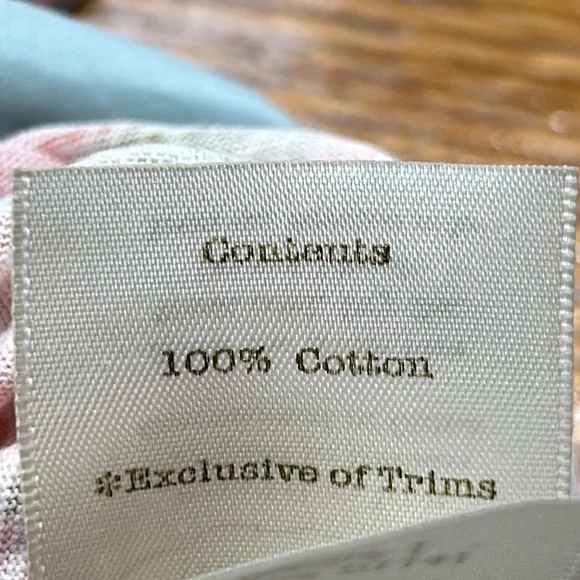 Contents
100% Cotton
*Exclusive of Trims